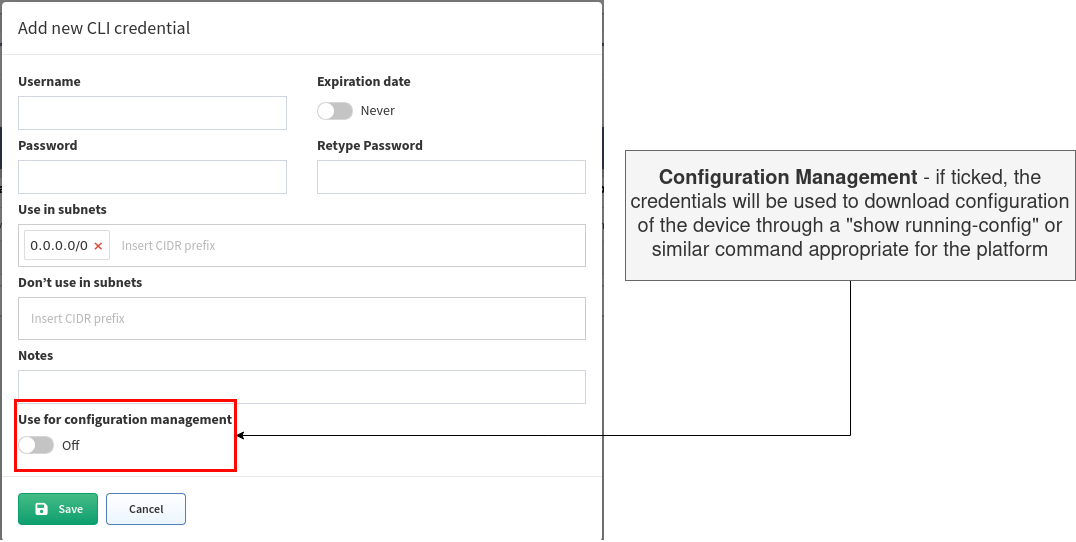 Add new CLI credential
Username
Expiration date
Never
Password
Retype Password
Use in subnets
0.0.0.0/0 × Insert CIDR prefix
Don’t use in subnets
Insert CIDR prefix
Notes
Use for configuration management
Off
Save
Cancel
Configuration Management - if ticked, the
credentials will be used to download configuration
of the device through a "show running-config" or
similar command appropriate for the platform